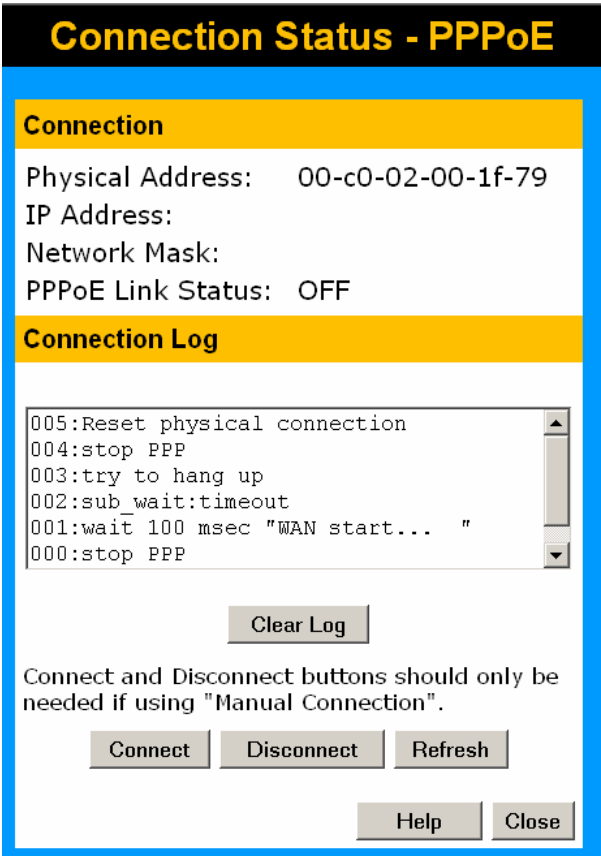 Connection Status - PPPoE
Connection
Physical Address: 00-c0-02-00-1f-79
IP Address:
Network Mask:
PPPoE Link Status: OFF
Connection Log
005:Reset physical connection
004:stop PPP
003:try to hang up
002:sub_wait:timeout
001:wait 100 msec "WAN start...  "
000:stop PPP
Clear Log
Connect and Disconnect buttons should only be
needed if using "Manual Connection".
Connect Disconnect Refresh
Help Close